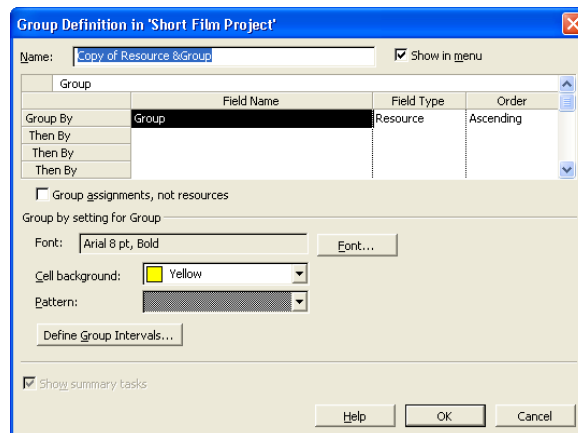 Group Definition in 'Short Film Project'
Name: Copy of Resource &Group Show in menu
Group
Field Name Field Type Order
Group By Group Resource Ascending
Then By
Then By
Then By
Group assignments, not resources
Group by setting for Group
Font: Arial 8 pt, Bold Font...
Cell background: Yellow
Pattern:
Define Group Intervals...
Show summary tasks
Help OK Cancel